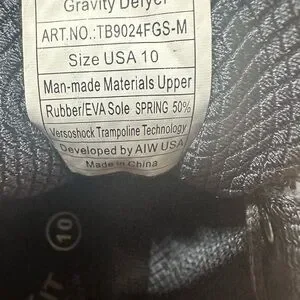 Gravity Defyer
ART.NO.:TB9024FGS-M
Size USA 10
Man-made Materials Upper
Rubber/EVA Sole SPRING 50%
Versoshock Trampoline Technology
Developed by AIW USA
Made in China
10